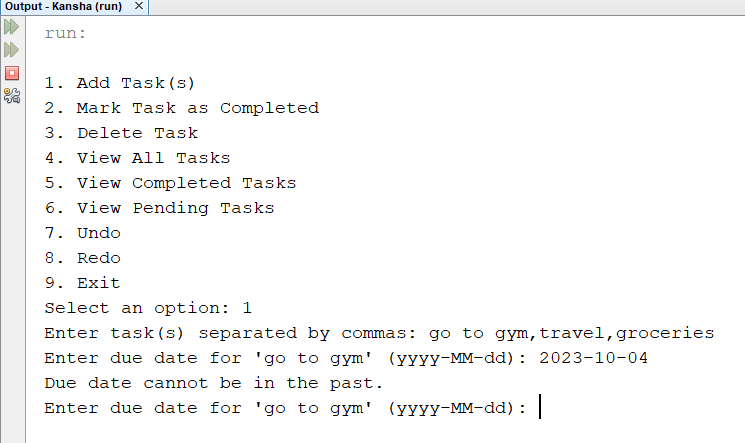 Output - Kansha (run) ×
run:
1. Add Task(s)
2. Mark Task as Completed
3. Delete Task
4. View All Tasks
5. View Completed Tasks
6. View Pending Tasks
7. Undo
8. Redo
9. Exit
Select an option: 1
Enter task(s) separated by commas: go to gym,travel,groceries
Enter due date for 'go to gym' (yyyy-MM-dd): 2023-10-04
Due date cannot be in the past.
Enter due date for 'go to gym' (yyyy-MM-dd):